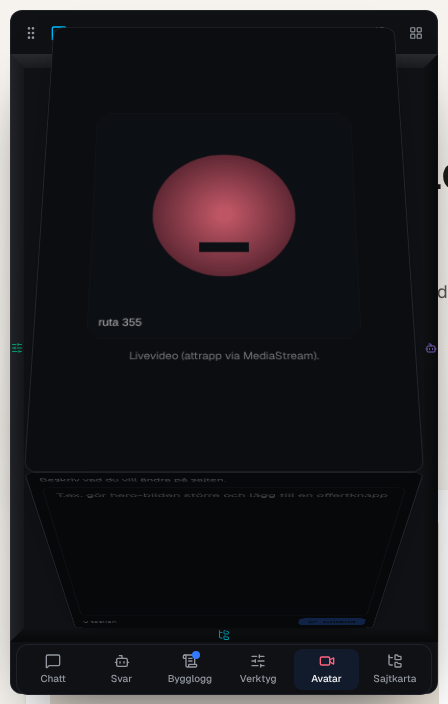 ruta 355
Livevideo (attrapp via MediaStream).
Beskriv vad du vill ändra på sajten.
T.ex. gör hero-bilden större och lägg till en offertknapp
Chatt
Svar
Bygglogg
Verktyg
Avatar
Sajtkarta